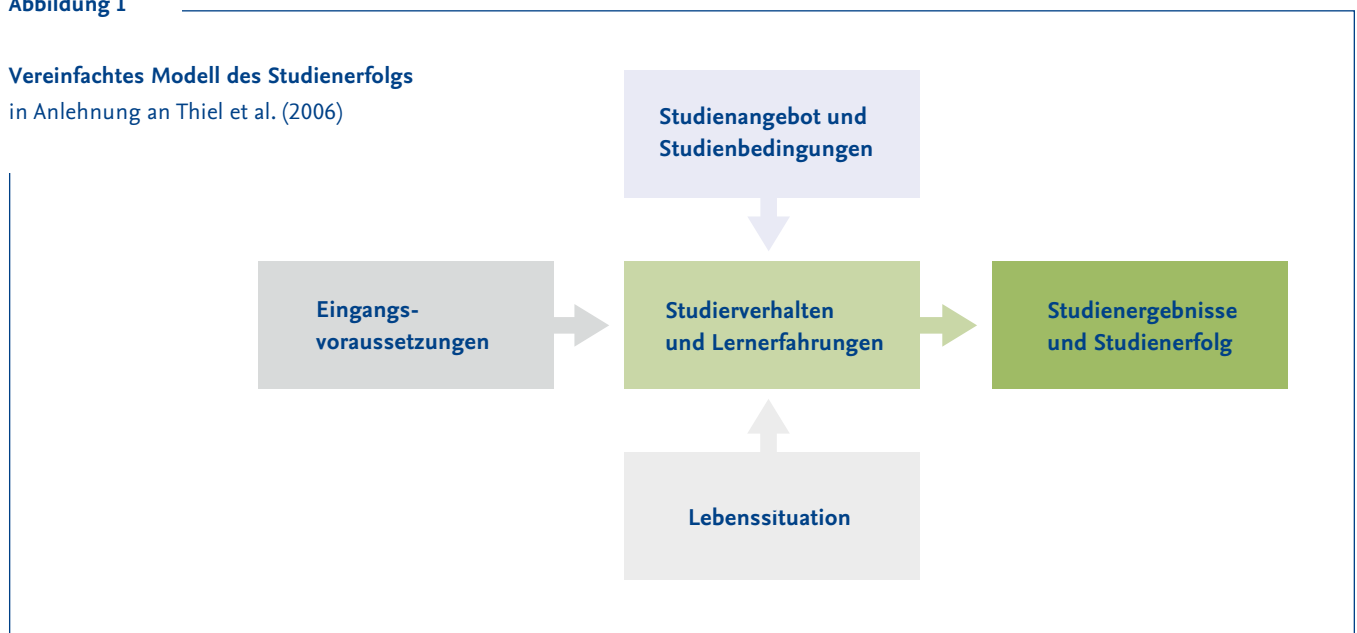 Abbildung 1
Vereinfachtes Modell des Studienerfolgs
in Anlehnung an Thiel et al. (2006)
Studienangebot und
Studienbedingungen
Eingangs-
voraussetzungen
Studierverhalten
und Lernerfahrungen
Studienergebnisse
und Studienerfolg
Lebenssituation